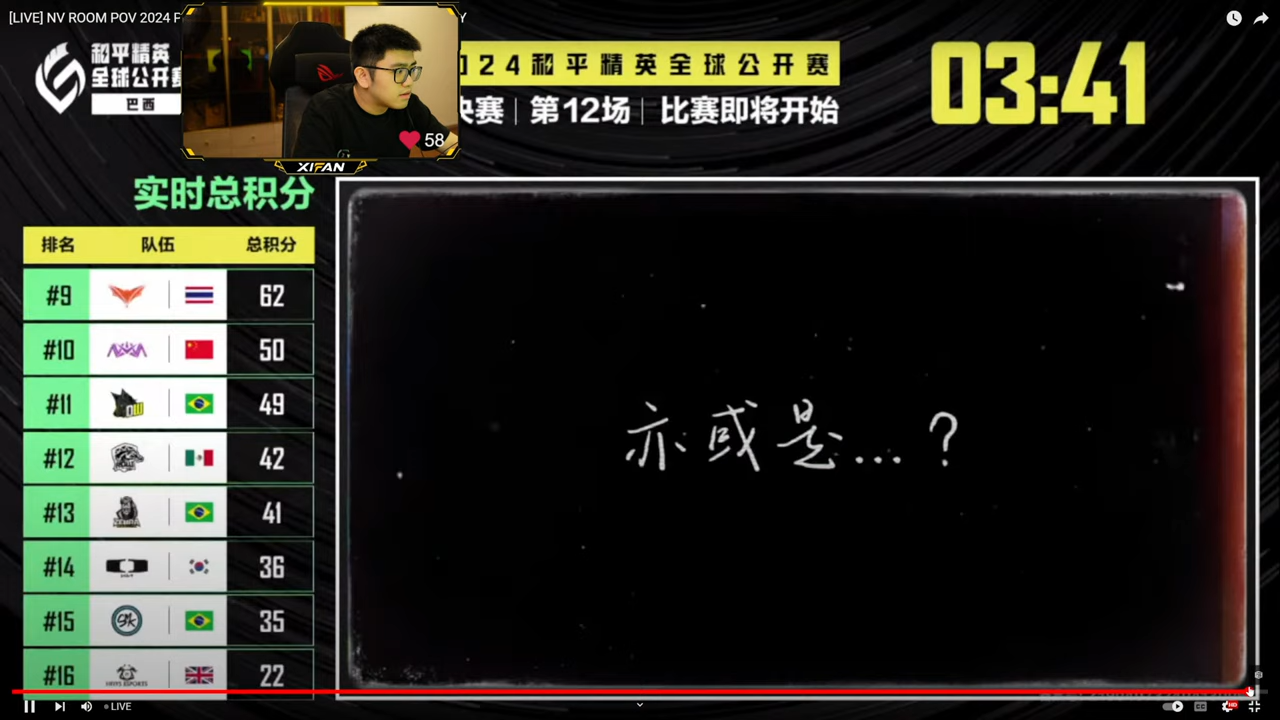 [LIVE] NV ROOM POV 2024 P
Y
和平精英
全球公开赛
巴西
024和平精英全球公开赛
决赛|第12场|比赛即将开始
03:41
58
XIFAN
实时总积分
排名 队伍 总积分
#9 62
#10 50
#11 49
#12 42
#13 41
#14 36
#15 35
#16 22
亦或是...?
LIVE
CC
HD